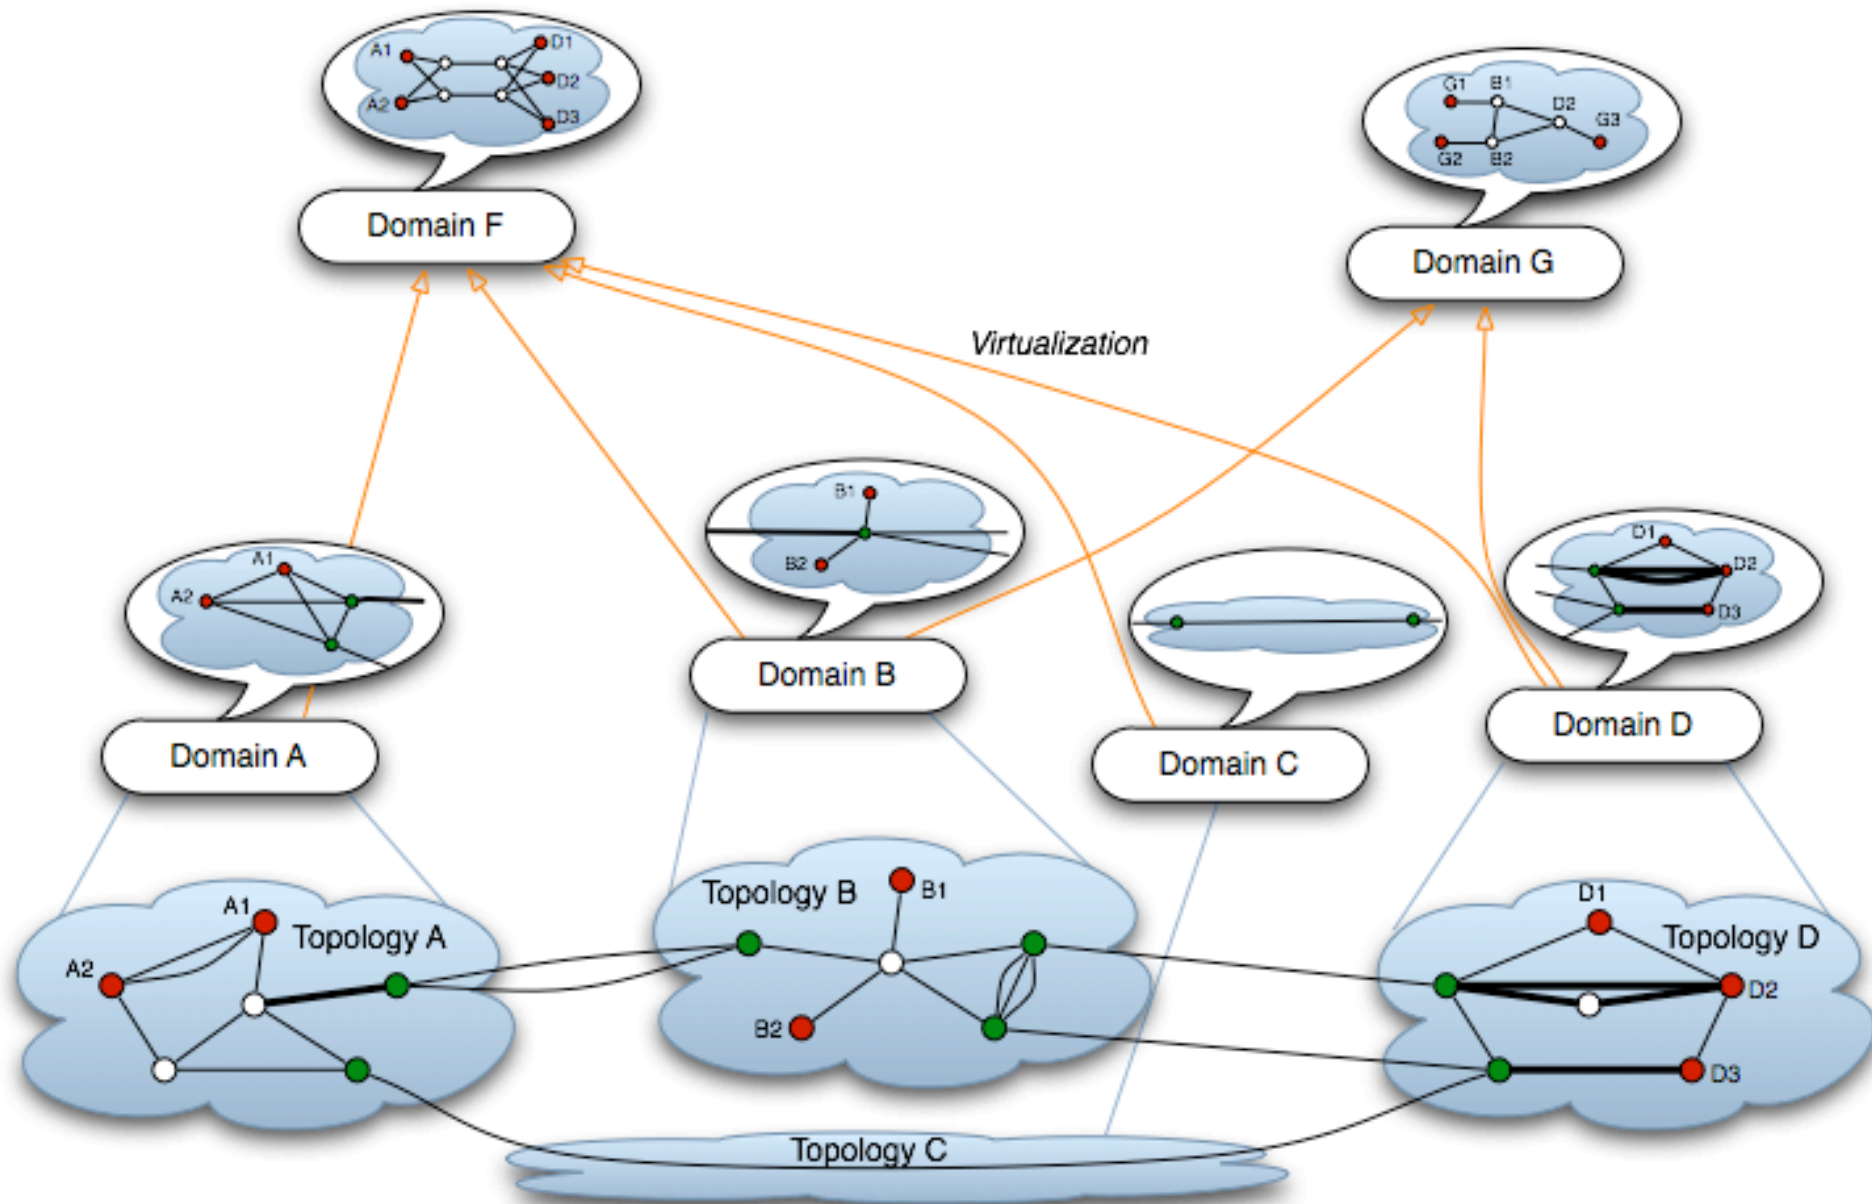 A1
D1
D2
A2
D3
G1
B1
D2
G3
G2
B2
Domain F
Domain G
Virtualization
B1
B2
D1
D2
D3
A1
A2
Domain B
Domain D
Domain A
Domain C
Topology B
B1
D1
A1
Topology A
Topology D
A2
D2
B2
D3
Topology C